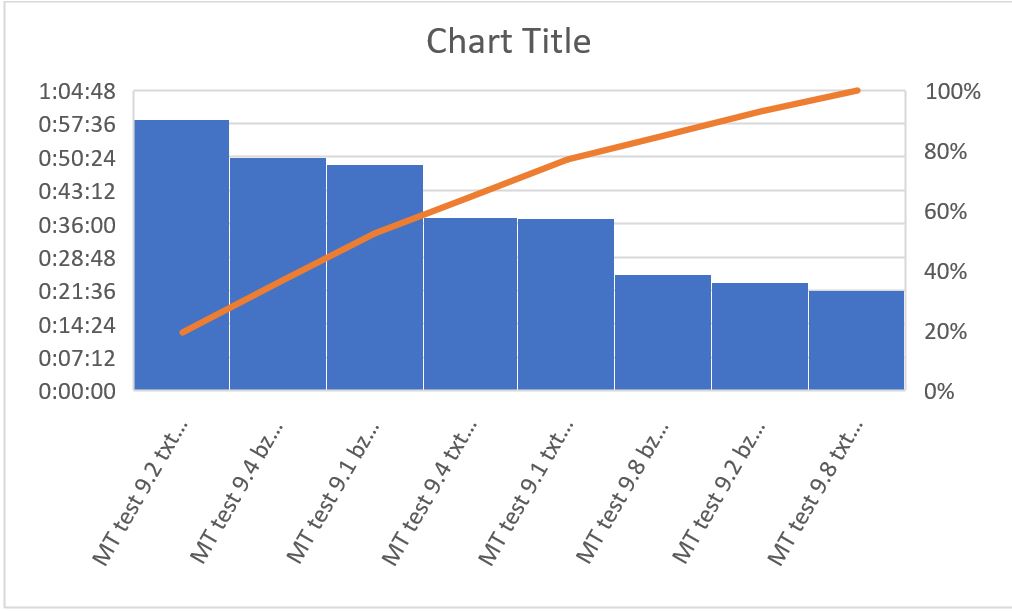 Chart Title
1:04:48
0:57:36
0:50:24
0:43:12
0:36:00
0:28:48
0:21:36
0:14:24
0:07:12
0:00:00
100%
80%
60%
40%
20%
0%
MT test 9.2 txt...
MT test 9.4 bz...
MT test 9.1 bz...
MT test 9.4 txt...
MT test 9.1 txt...
MT test 9.8 bz...
MT test 9.2 bz...
MT test 9.8 txt...